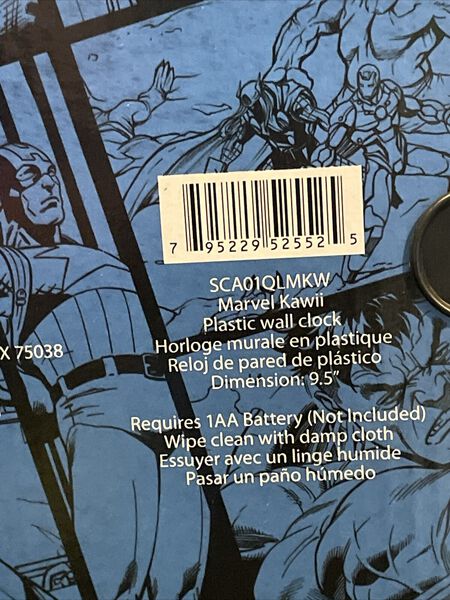 7 95229 52552 5
SCA01QLMKW
Marvel Kawii
Plastic wall clock
Horloge murale en plastique
X 75038
Reloj de pared de plástico
Dimension: 9.5”
Requires 1AA Battery (Not Included)
Wipe clean with damp cloth
Essuyer avec un linge humide
Pasar un paño húmedo